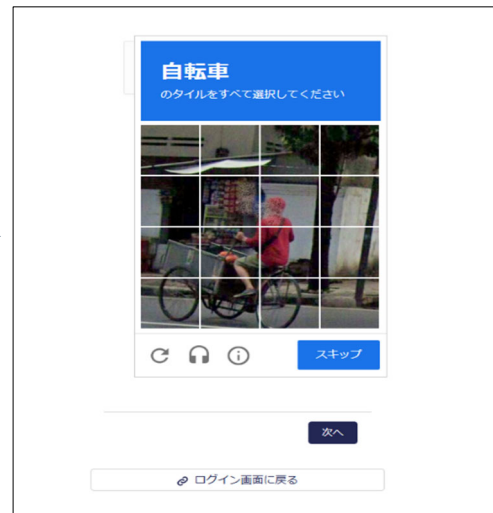 自転車
のタイルをすべて選択してください
スキップ
次へ
ログイン画面に戻る